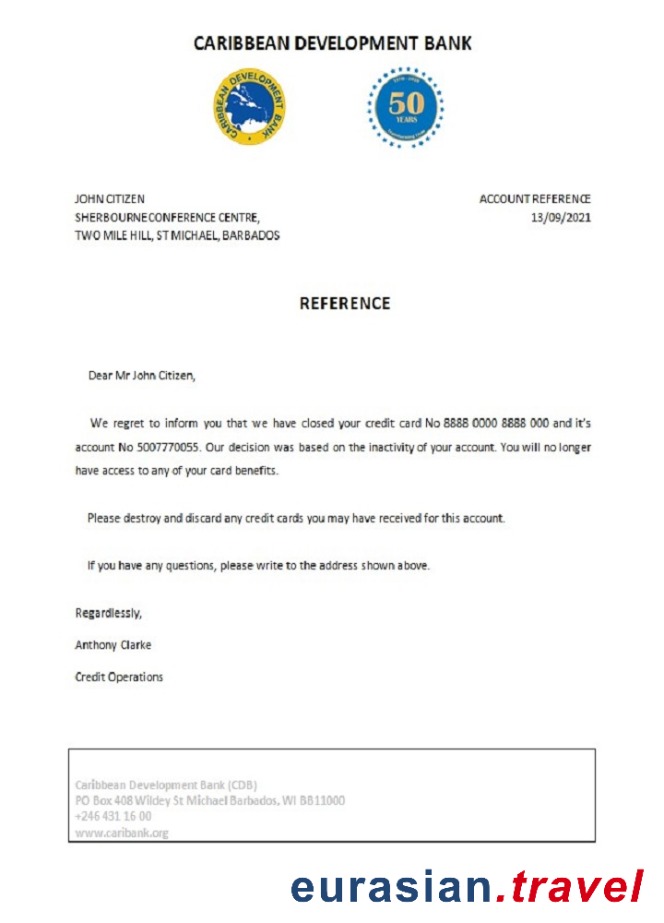 CARIBBEAN DEVELOPMENT BANK
CARIBBEAN DEVELOPMENT BANK
50
YEARS
JOHN CITIZEN
SHERBOURNE CONFERENCE CENTRE,
TWO MILE HILL, ST MICHAEL, BARBADOS
ACCOUNT REFERENCE
13/09/2021
REFERENCE
Dear Mr John Citizen,
We regret to inform you that we have closed your credit card No 8888 0000 8888 000 and it's
account No 5007770055. Our decision was based on the inactivity of your account. You will no longer
have access to any of your card benefits.
Please destroy and discard any credit cards you may have received for this account.
If you have any questions, please write to the address shown above.
Regardlessly,
Anthony Clarke
Credit Operations
Caribbean Development Bank (CDB)
PO Box 408 Wildey St Michael Barbados, WI BB11000
+246 431 16 00
www.caribank.org
eurasian.travel